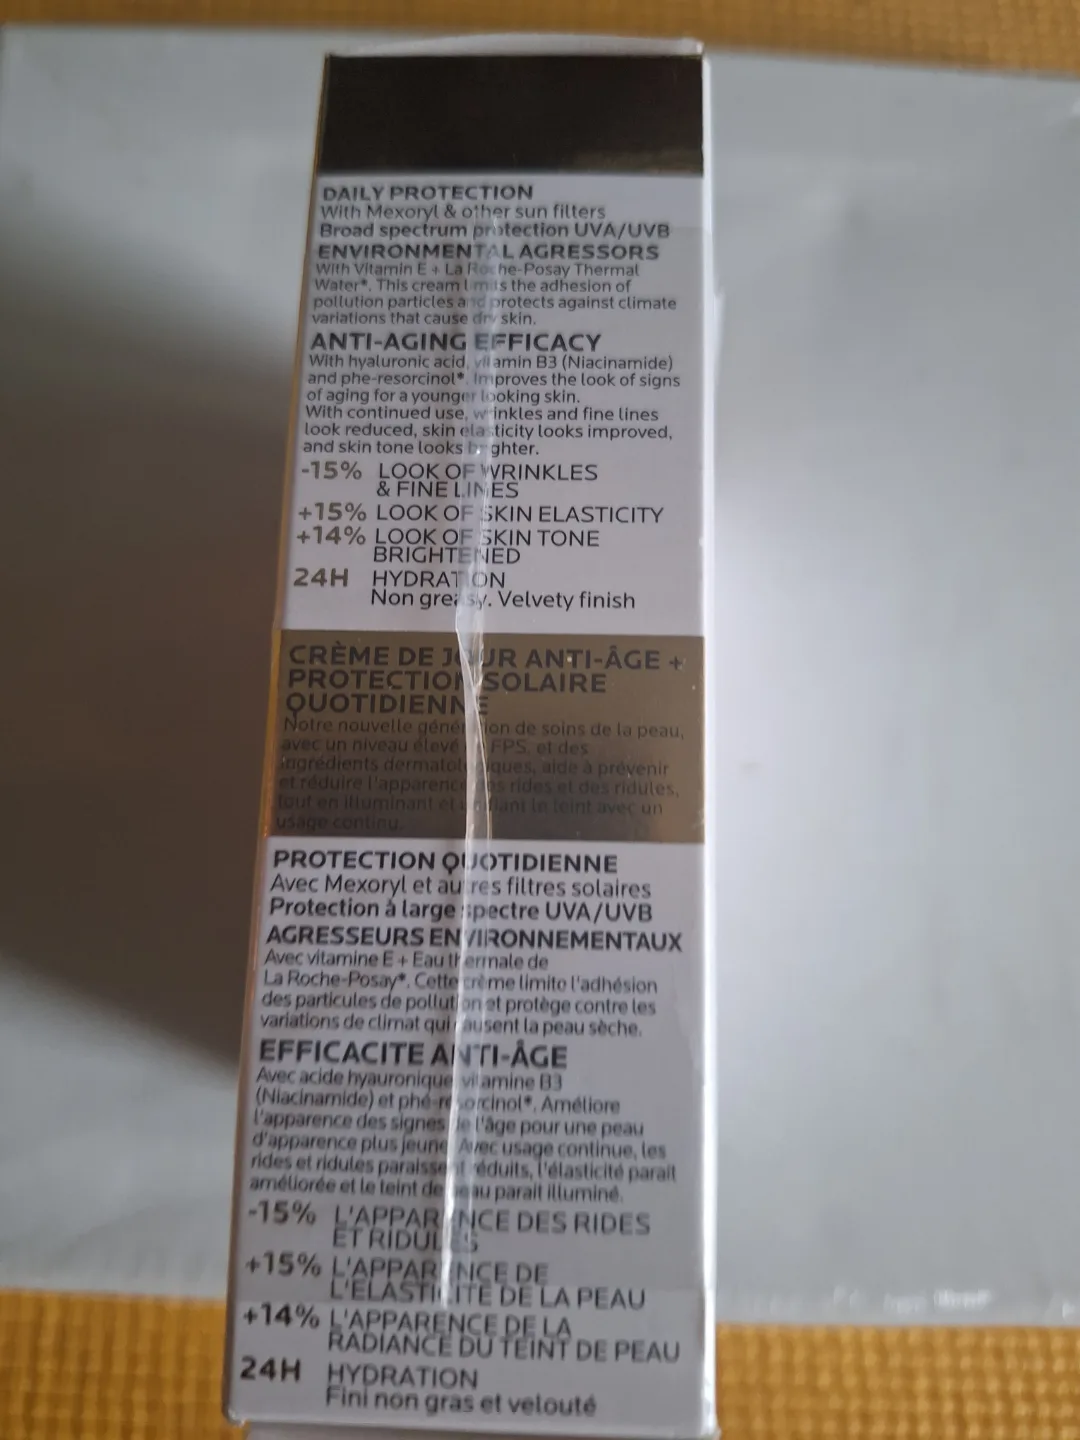 DAILY PROTECTION
With Mexoryl & other sun filters
Broad spectrum protection UVA/UVB
ENVIRONMENTAL AGRESSORS
With Vitamin E + La Roche-Posay Thermal
Water*. This cream limits the adhesion of
pollution particles and protects against climate
variations that cause dry skin.
ANTI-AGING EFFICACY
With hyaluronic acid, vitamin B3 (Niacinamide)
and phe-resorcinol*. Improves the look of signs
of aging for a younger looking skin.
With continued use, wrinkles and fine lines
look reduced, skin elasticity looks improved,
and skin tone looks brighter.
-15% LOOK OF WRINKLES
& FINE LINES
+15% LOOK OF SKIN ELASTICITY
+14% LOOK OF SKIN TONE
BRIGHTENED
24H HYDRATION
Non greasy. Velvety finish
CRÈME DE JOUR ANTI-ÂGE +
PROTECTION SOLAIRE
QUOTIDIENNE
Notre nouvelle génération de soins de la peau,
avec un niveau élevé de FPS, et des
ingrédients dermatologiques, aide à prévenir
et réduire l'apparence des rides et des ridules,
tout en illuminant et unifiant le teint avec un
usage continu.
PROTECTION QUOTIDIENNE
Avec Mexoryl et autres filtres solaires
Protection à large spectre UVA/UVB
AGRESSEURS ENVIRONNEMENTAUX
Avec vitamine E + Eau thermale de
La Roche-Posay*. Cette crème limite l'adhésion
des particules de pollution et protège contre les
variations de climat qui causent la peau sèche.
EFFICACITE ANTI-ÂGE
Avec acide hyauronique, vitamine B3
(Niacinamide) et phé-resorcinol*. Améliore
l'apparence des signes de l'âge pour une peau
d'apparence plus jeune. Avec usage continue, les
rides et ridules paraissent réduits, l'élasticité parait
améliorée et le teint de peau parait illuminé.
-15% L'APPARENCE DES RIDES
ET RIDULES
+15% L'APPARENCE DE
L'ELASTICITE DE LA PEAU
+14% L'APPARENCE DE LA
RADIANCE DU TEINT DE PEAU
24H HYDRATION
Fini non gras et velouté